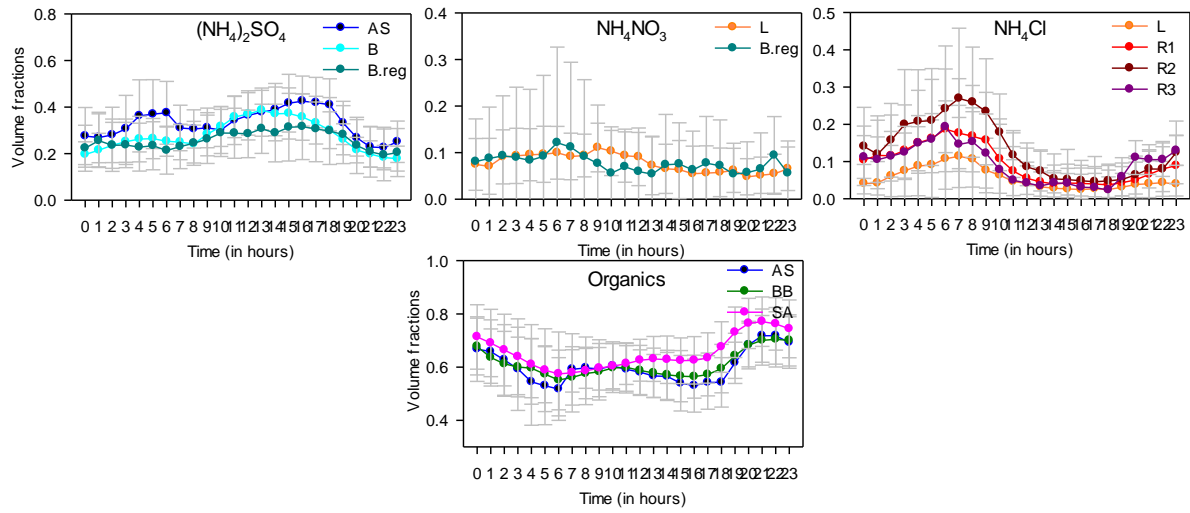 (NH4)2SO4
AS
B
B.reg
Volume fractions
0.8
0.6
0.4
0.2
0.0
0 1 2 3 4 5 6 7 8 9 10 11 12 13 14 15 16 17 18 19 20 21 22 23
Time (in hours)
NH4NO3
L
B.reg
0.4
0.3
0.2
0.1
0.0
0 1 2 3 4 5 6 7 8 9 10 11 12 13 14 15 16 17 18 19 20 21 22 23
Time (in hours)
NH4Cl
L
R1
R2
R3
0.5
0.4
0.3
0.2
0.1
0.0
0 1 2 3 4 5 6 7 8 9 10 11 12 13 14 15 16 17 18 19 20 21 22 23
Time (in hours)
Organics
AS
BB
SA
Volume fractions
1.0
0.8
0.6
0.4
0 1 2 3 4 5 6 7 8 9 10 11 12 13 14 15 16 17 18 19 20 21 22 23
Time (in hours)